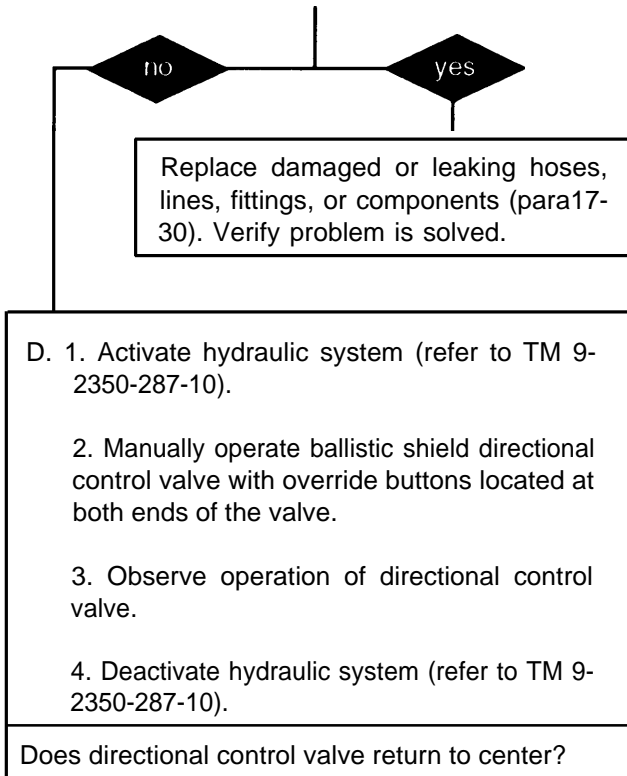 no yes
Replace damaged or leaking hoses,
lines, fittings, or components (para17-
30). Verify problem is solved.
D. 1. Activate hydraulic system (refer to TM 9-
2350-287-10).
2. Manually operate ballistic shield directional
control valve with override buttons located at
both ends of the valve.
3. Observe operation of directional control
valve.
4. Deactivate hydraulic system (refer to TM 9-
2350-287-10).
Does directional control valve return to center?